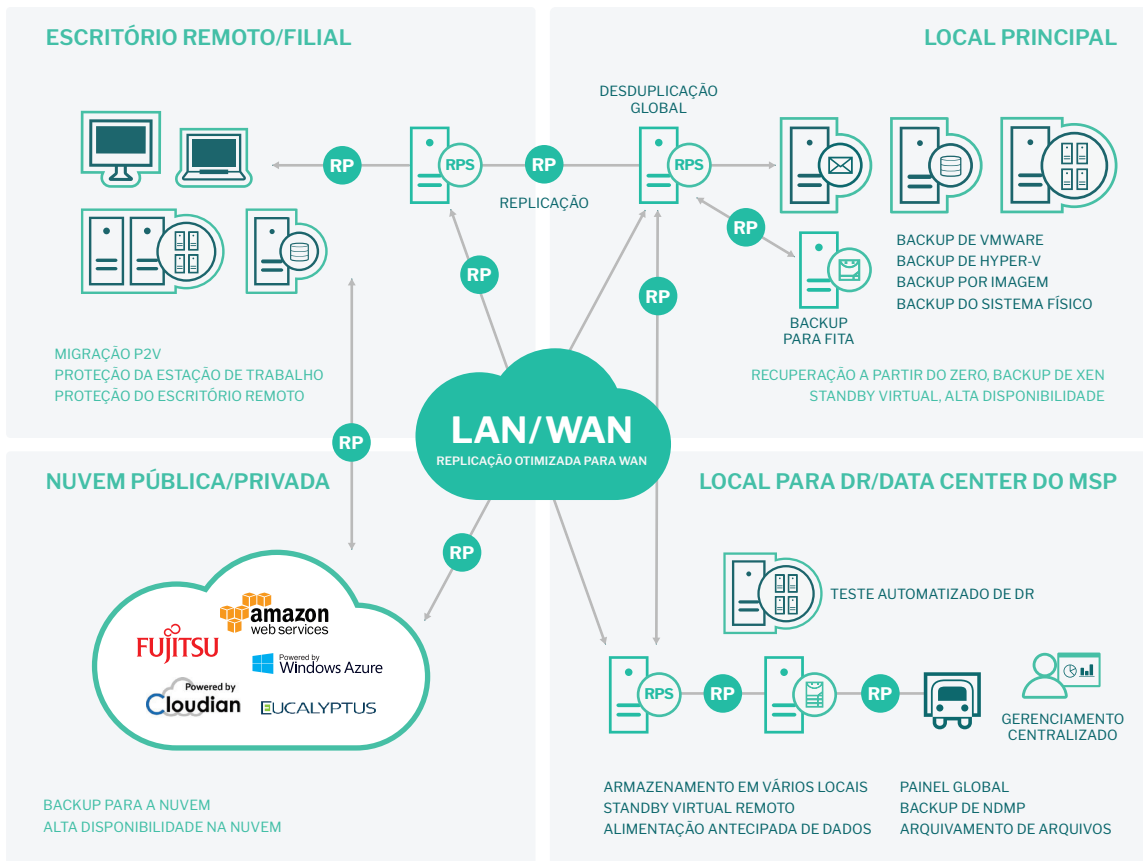 ESCRITÓRIO REMOTO/FILIAL
RP
RPS
RP
REPLICAÇÃO
RP
MIGRAÇÃO P2V
PROTEÇÃO DA ESTAÇÃO DE TRABALHO
PROTEÇÃO DO ESCRITÓRIO REMOTO
RP
LOCAL PRINCIPAL
DESDUPLICAÇÃO
GLOBAL
RPS
RP
RP
BACKUP
PARA FITA
BACKUP DE VMWARE
BACKUP DE HYPER-V
BACKUP POR IMAGEM
BACKUP DO SISTEMA FÍSICO
RECUPERAÇÃO A PARTIR DO ZERO, BACKUP DE XEN
STANDBY VIRTUAL, ALTA DISPONIBILIDADE
LAN/WAN
REPLICAÇÃO OTIMIZADA PARA WAN
NUVEM PÚBLICA/PRIVADA
RP
amazon
web services
FUJITSU
Powered by
Windows Azure
Powered by
Cloudian
EUCALYPTUS
BACKUP PARA A NUVEM
ALTA DISPONIBILIDADE NA NUVEM
LOCAL PARA DR/DATA CENTER DO MSP
TESTE AUTOMATIZADO DE DR
RPS
RP
RP
GERENCIAMENTO
CENTRALIZADO
ARMAZENAMENTO EM VÁRIOS LOCAIS
STANDBY VIRTUAL REMOTO
ALIMENTAÇÃO ANTECIPADA DE DADOS
PAINEL GLOBAL
BACKUP DE NDMP
ARQUIVAMENTO DE ARQUIVOS